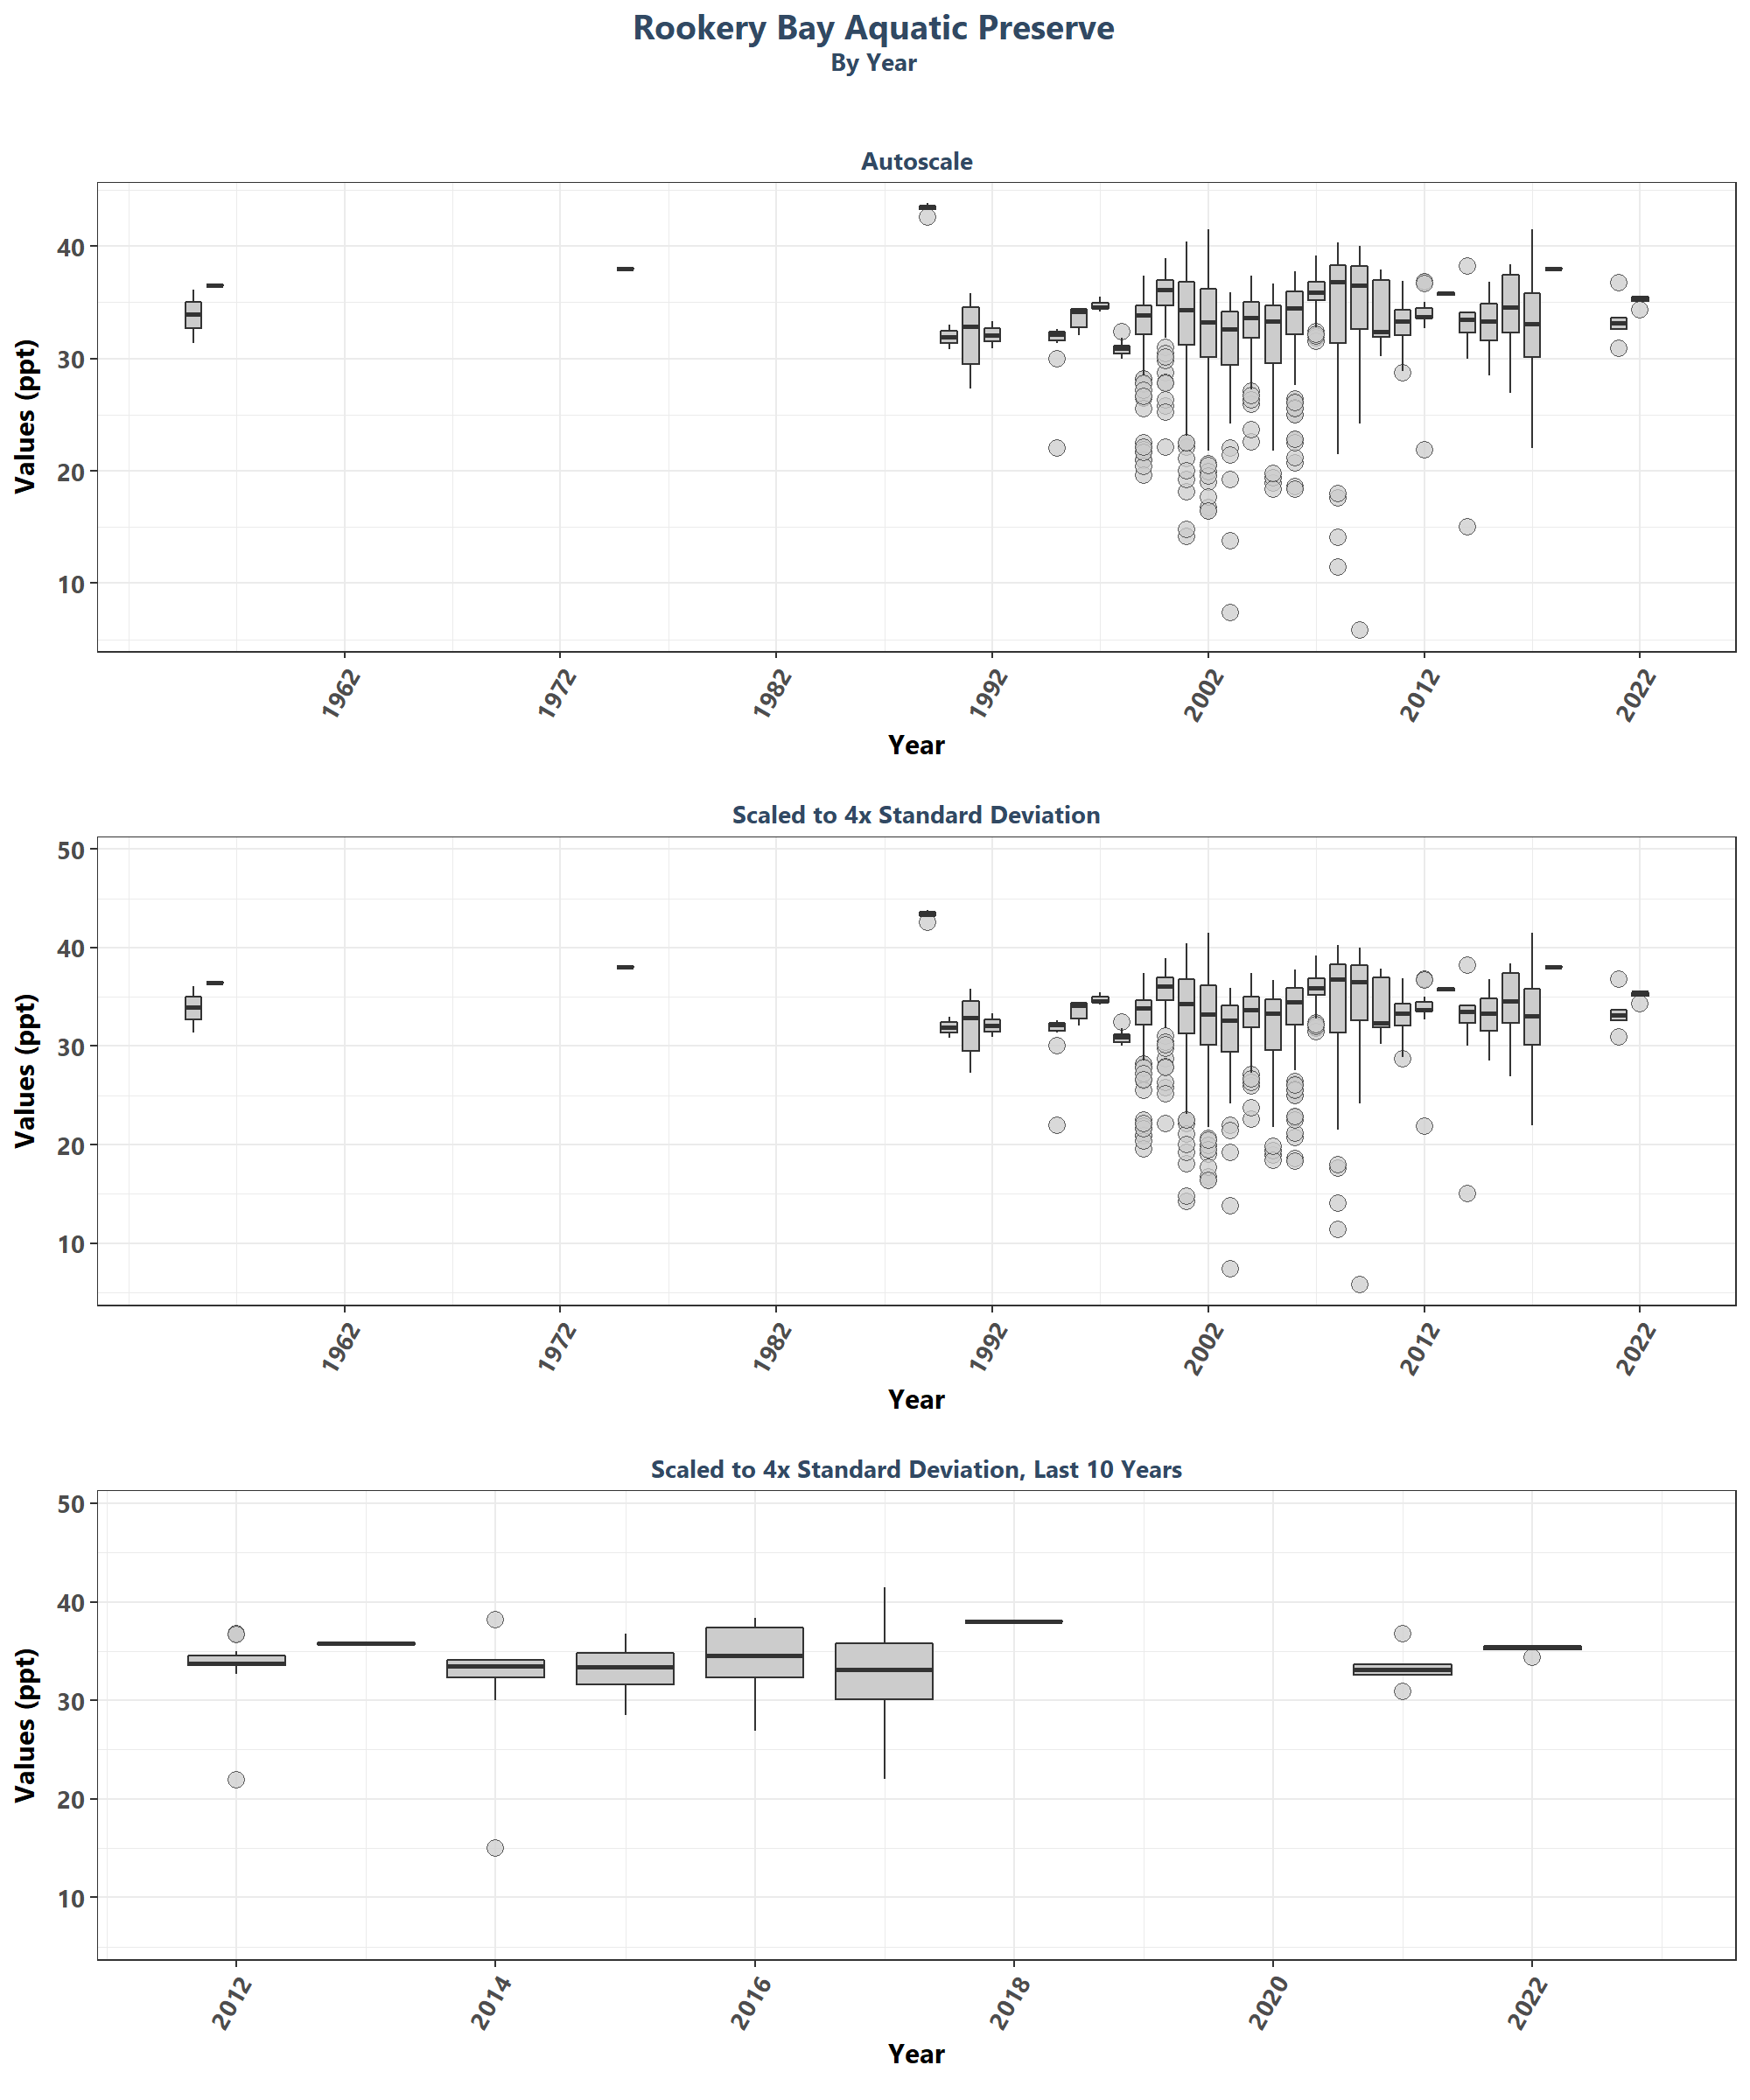 Rookery Bay Aquatic Preserve
By Year
Autoscale
Values (ppt)
40
30
20
10
1962 1972 1982 1992 2002 2012 2022
Year
Scaled to 4x Standard Deviation
Values (ppt)
50
40
30
20
10
1962 1972 1982 1992 2002 2012 2022
Year
Scaled to 4x Standard Deviation, Last 10 Years
Values (ppt)
50
40
30
20
10
2012 2014 2016 2018 2020 2022
Year